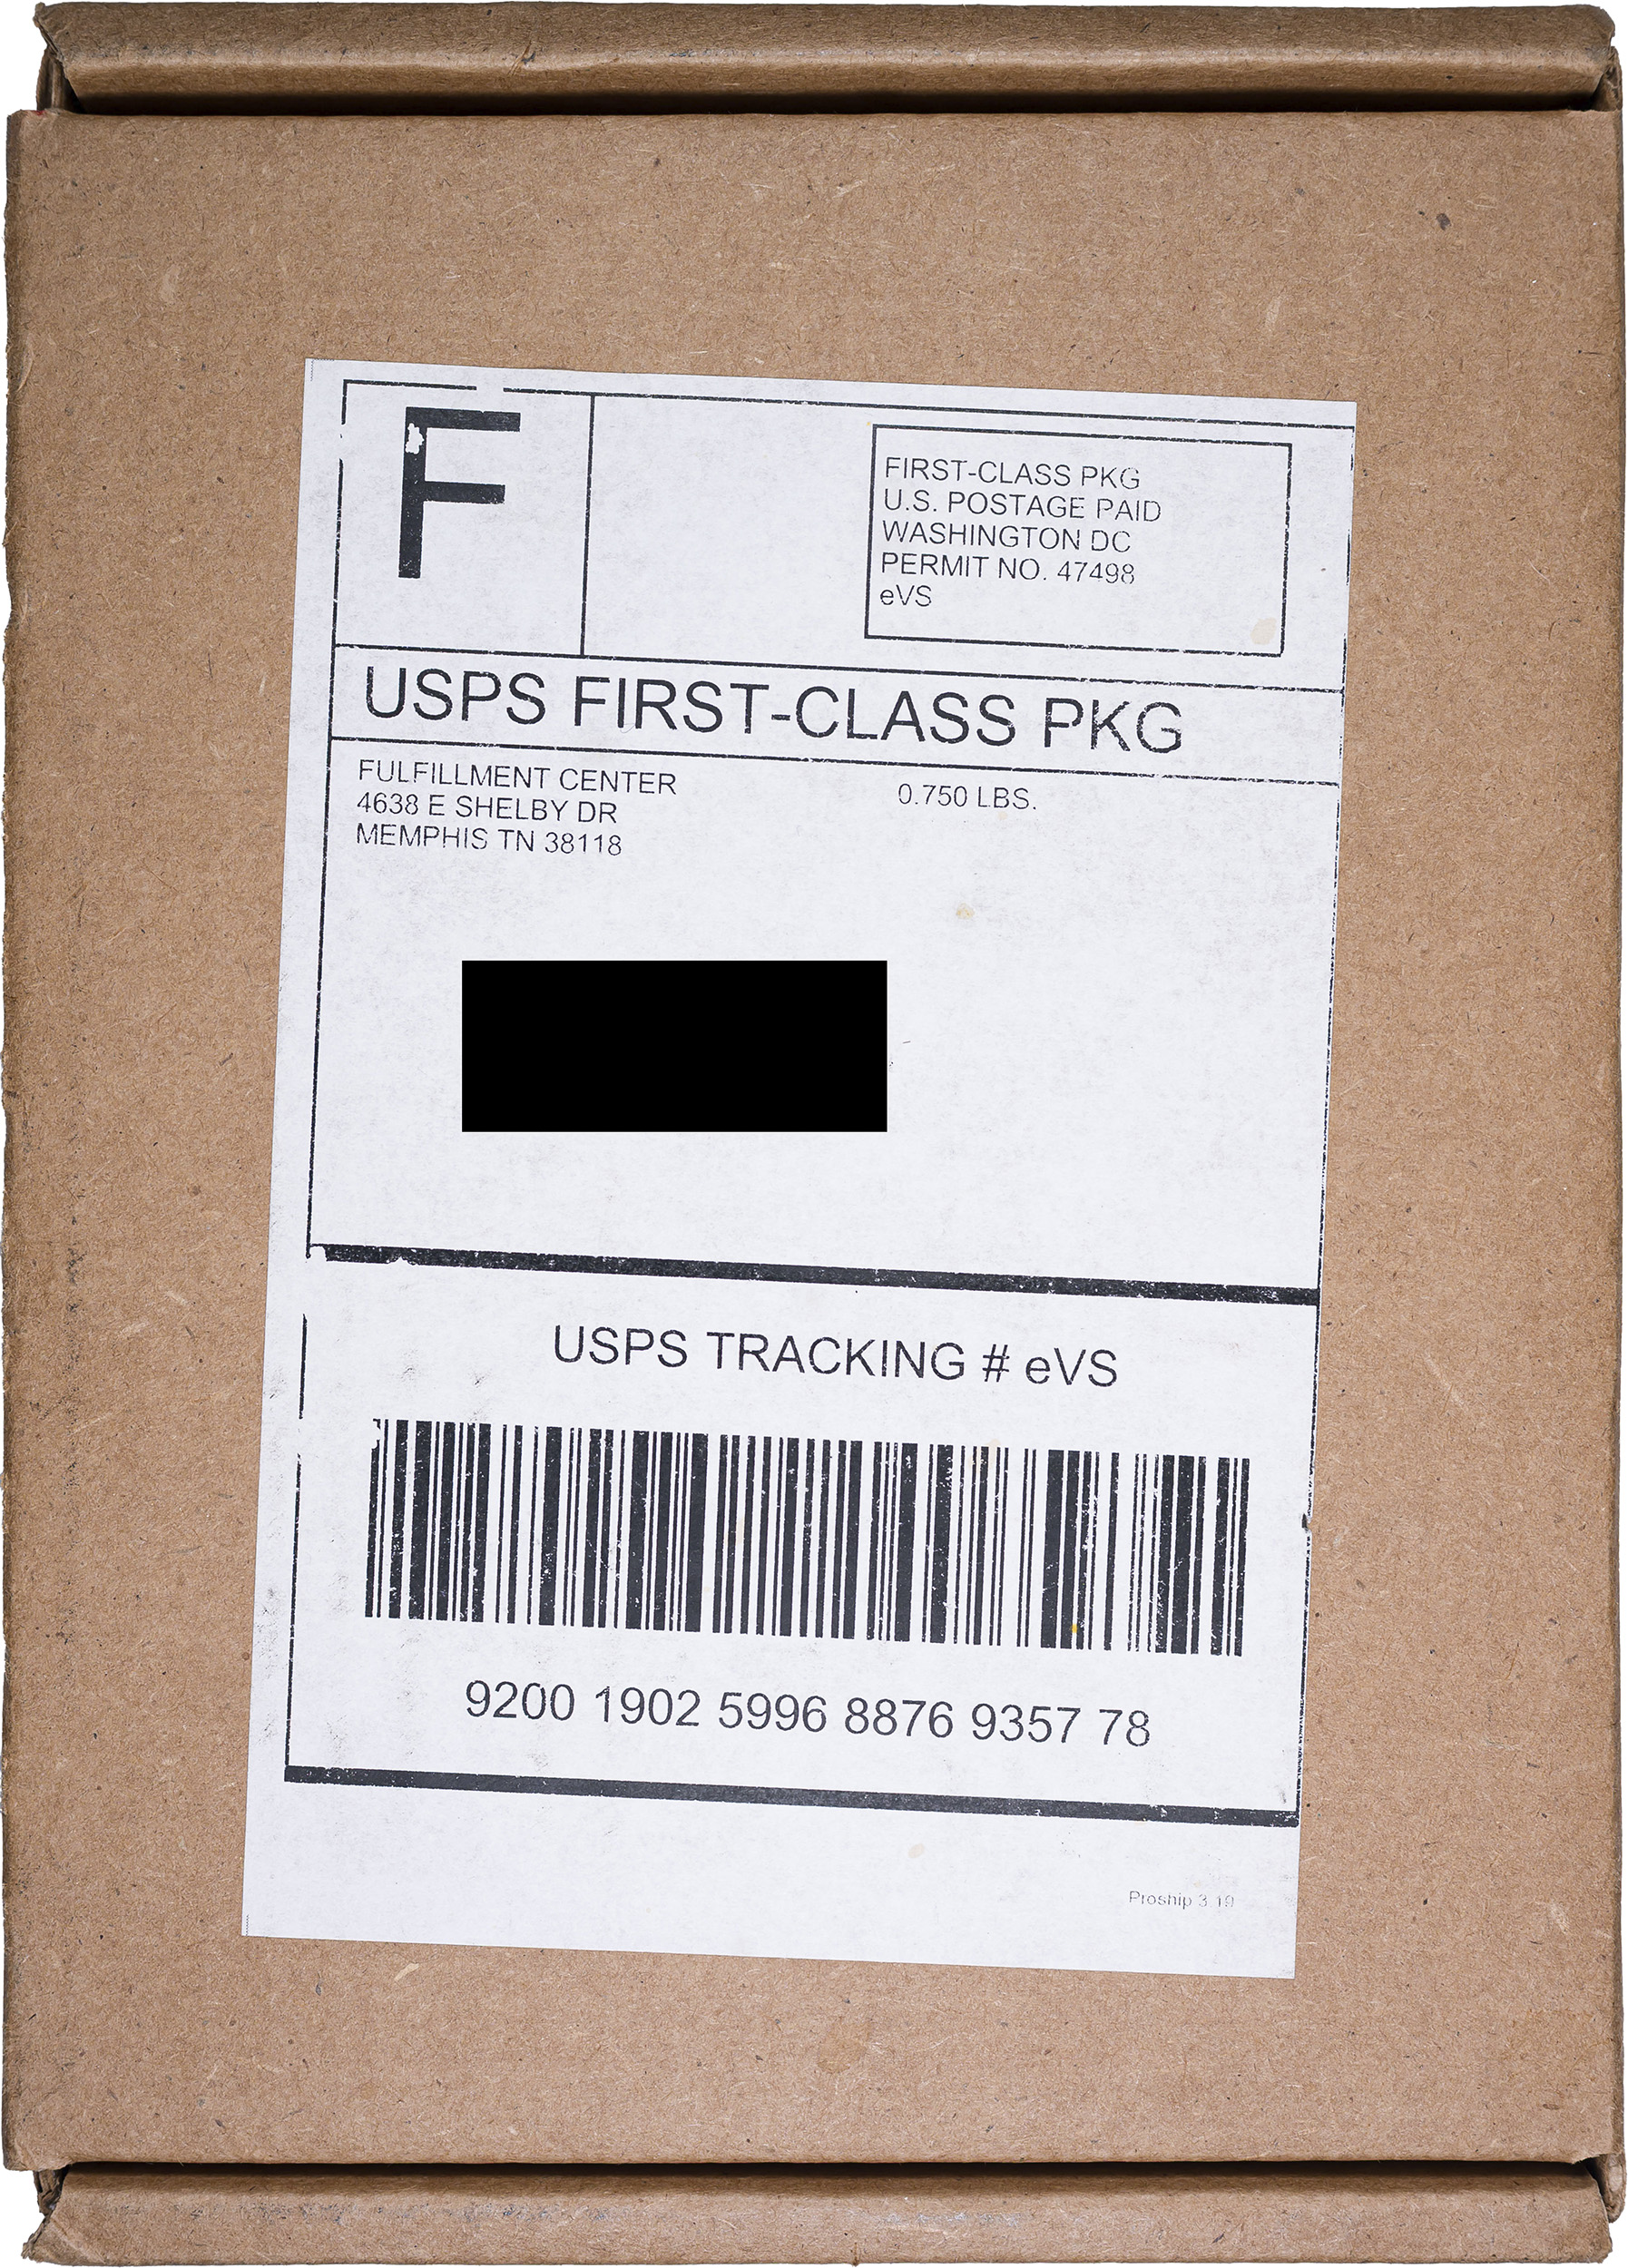 F
FIRST-CLASS PKG
U.S. POSTAGE PAID
WASHINGTON DC
PERMIT NO. 47498
eVS
USPS FIRST-CLASS PKG
FULFILLMENT CENTER
4638 E SHELBY DR
MEMPHIS TN 38118
0.750 LBS.
USPS TRACKING # eVS
9200 1902 5996 8876 9357 78
Proship 3.19